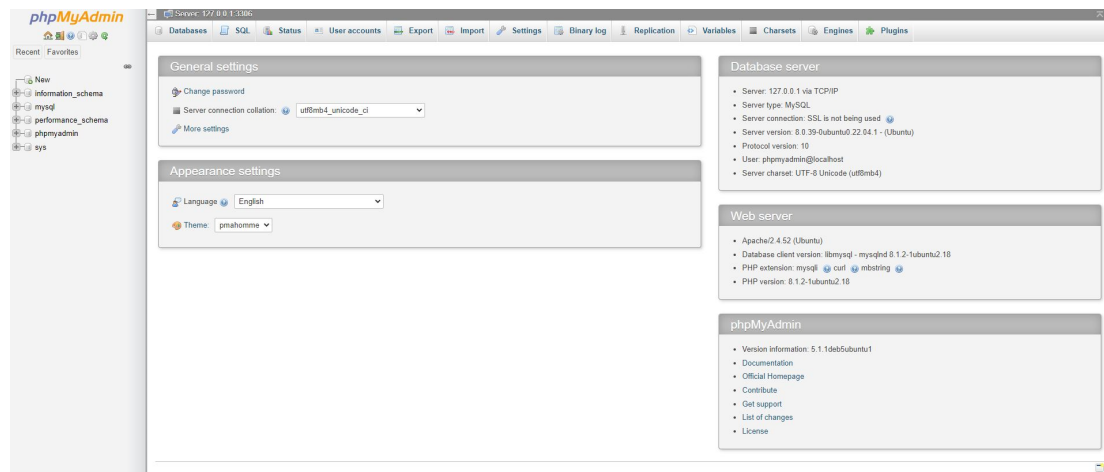 phpMyAdmin
Recent Favorites
New
information_schema
mysql
performance_schema
phpmyadmin
sys
Server: 127.0.0.1:3306
Databases SQL Status User accounts Export Import Settings Binary log Replication Variables Charsets Engines Plugins
General settings
Change password
Server connection collation: utf8mb4_unicode_ci
More settings
Appearance settings
Language English
Theme: pmahomme
Database server
Server: 127.0.0.1 via TCP/IP
Server type: MySQL
Server connection: SSL is not being used
Server version: 8.0.39-0ubuntu0.22.04.1 - (Ubuntu)
Protocol version: 10
User: phpmyadmin@localhost
Server charset: UTF-8 Unicode (utf8mb4)
Web server
Apache/2.4.52 (Ubuntu)
Database client version: libmysql - mysqlnd 8.1.2-1ubuntu2.18
PHP extension: mysqli curl mbstring
PHP version: 8.1.2-1ubuntu2.18
phpMyAdmin
Version information: 5.1.1deb5ubuntu1
Documentation
Official Homepage
Contribute
Get support
List of changes
License